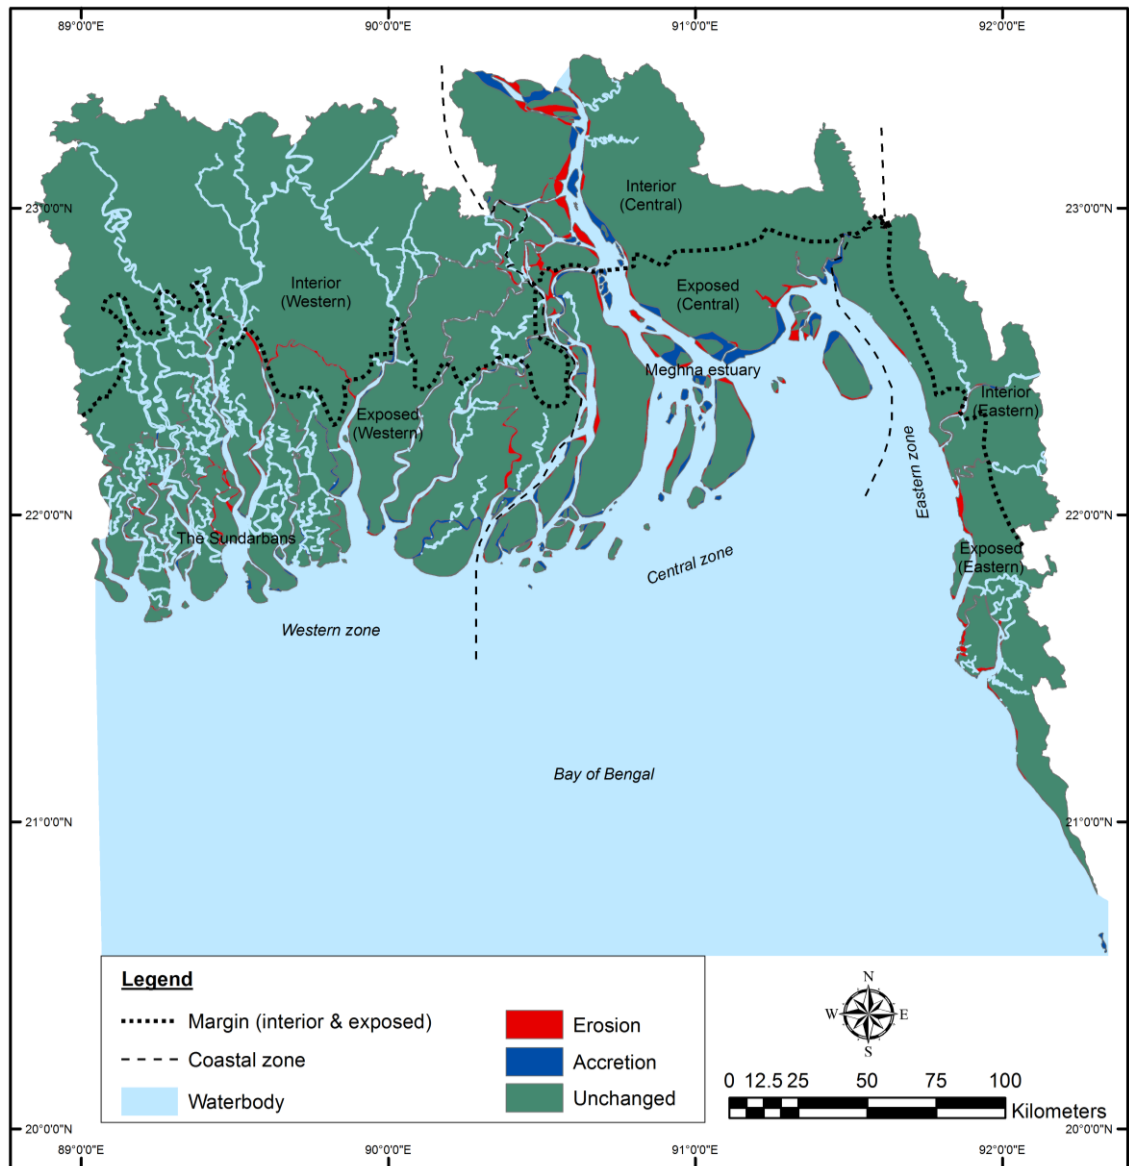 89°0'0"E
90°0'0"E
91°0'0"E
92°0'0"E
23°0'0"N
23°0'0"N
Interior
(Central)
Interior
(Western)
Exposed
(Central)
Meghna estuary
Interior
(Eastern)
Exposed
(Western)
Eastern zone
22°0'0"N
22°0'0"N
The Sundarbans
Exposed
(Eastern)
Central zone
Western zone
Bay of Bengal
21°0'0"N
21°0'0"N
Legend
Margin (interior & exposed)
Coastal zone
Waterbody
Erosion
Accretion
Unchanged
N
W E
S
0 12.5 25 50 75 100
Kilometers
20°0'0"N
20°0'0"N
89°0'0"E
90°0'0"E
91°0'0"E
92°0'0"E